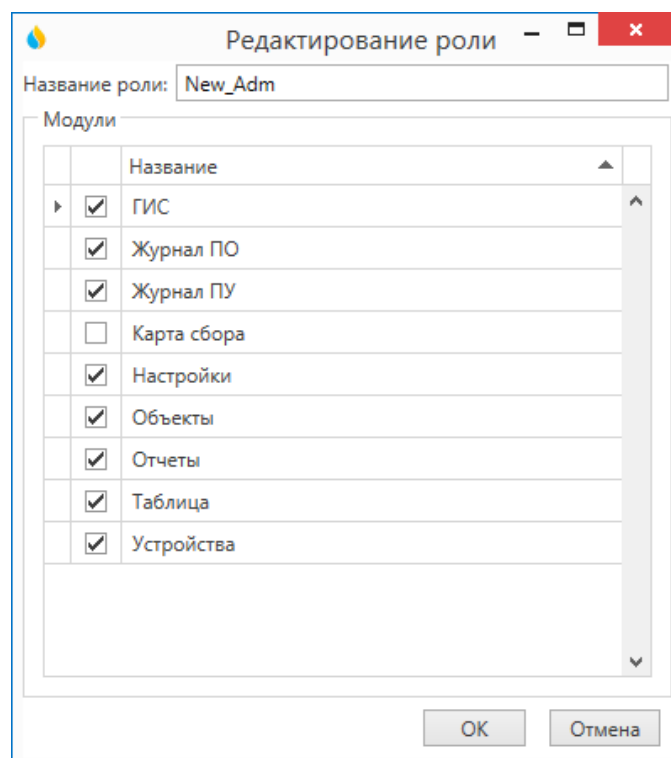 Редактирование роли
Название роли: New_Adm
Модули
Название
ГИС
Журнал ПО
Журнал ПУ
Карта сбора
Настройки
Объекты
Отчеты
Таблица
Устройства
OK Отмена